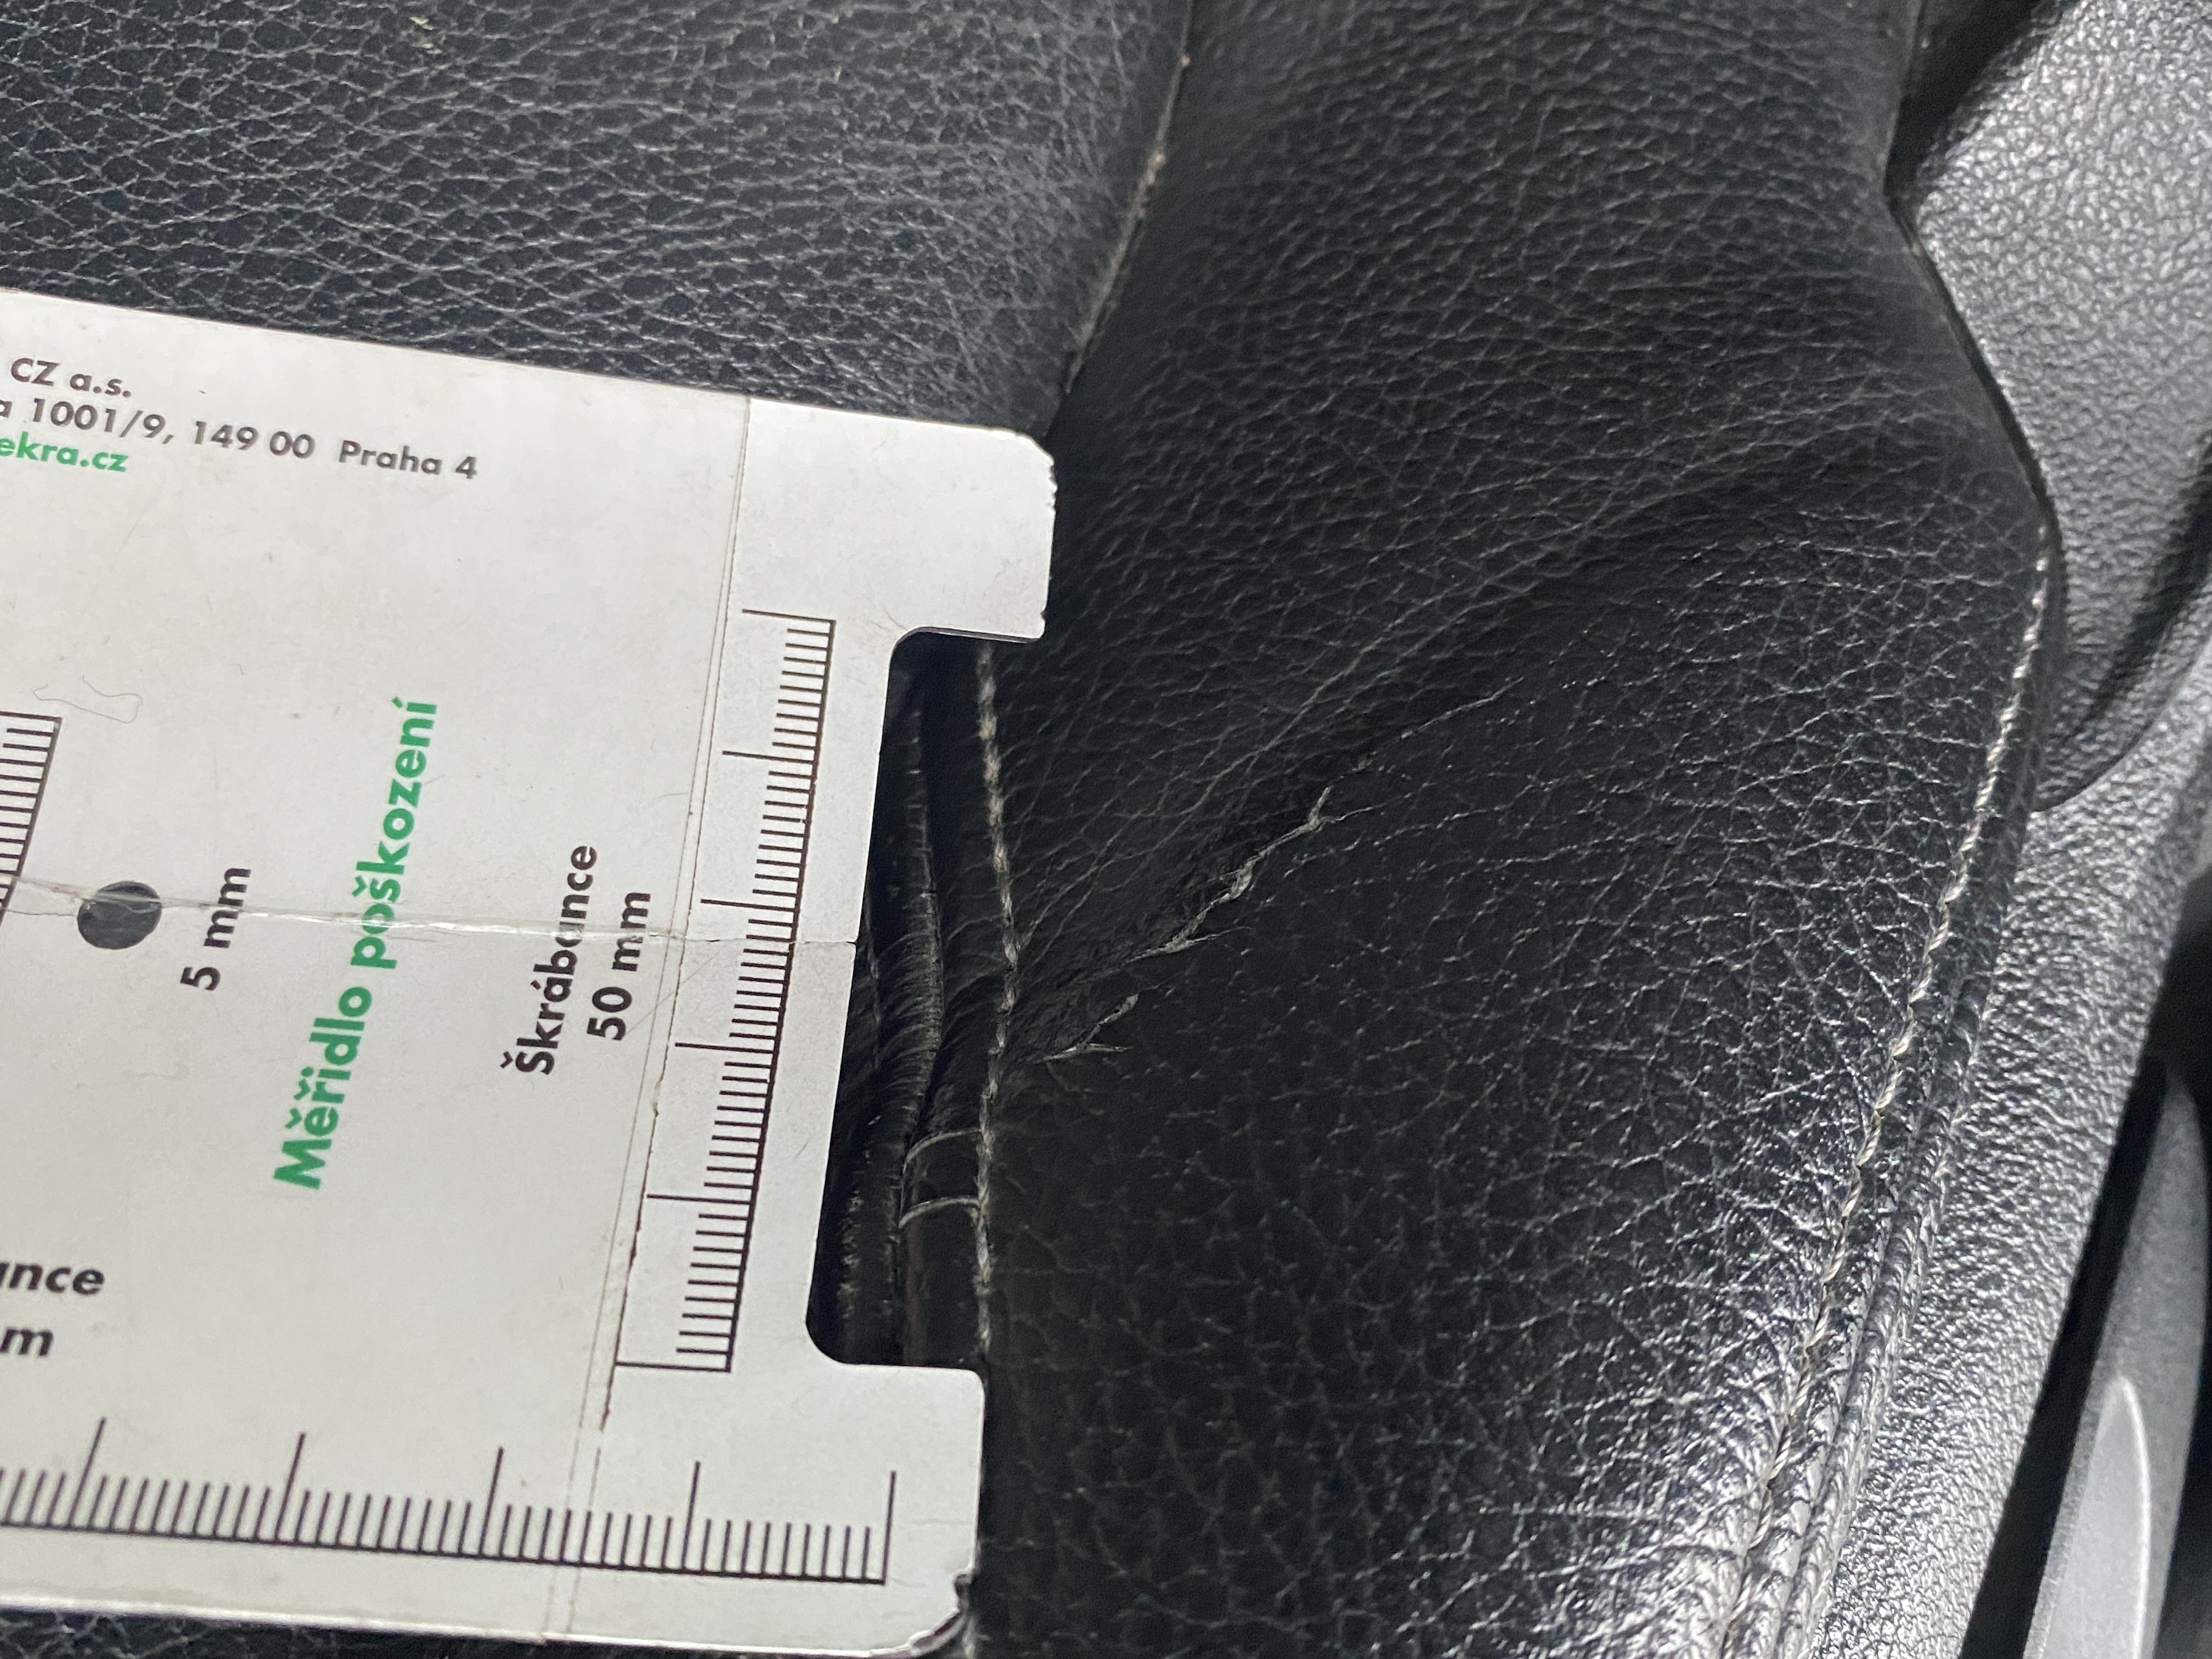 CZ a.s.
a 1001/9, 149 00 Praha 4
ekra.cz
5 mm
Měřidlo poškození
Škrábance
50 mm
ance
m